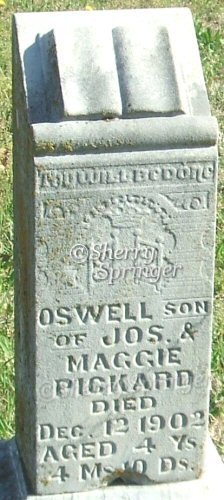 THY WILL BE DONE
©Sherry
Springer
OSWELL SON
OF JOS. &
MAGGIE
PICKARD
DIED
DEC. 12 1902
AGED 4 YS.
4 MS 10 DS.